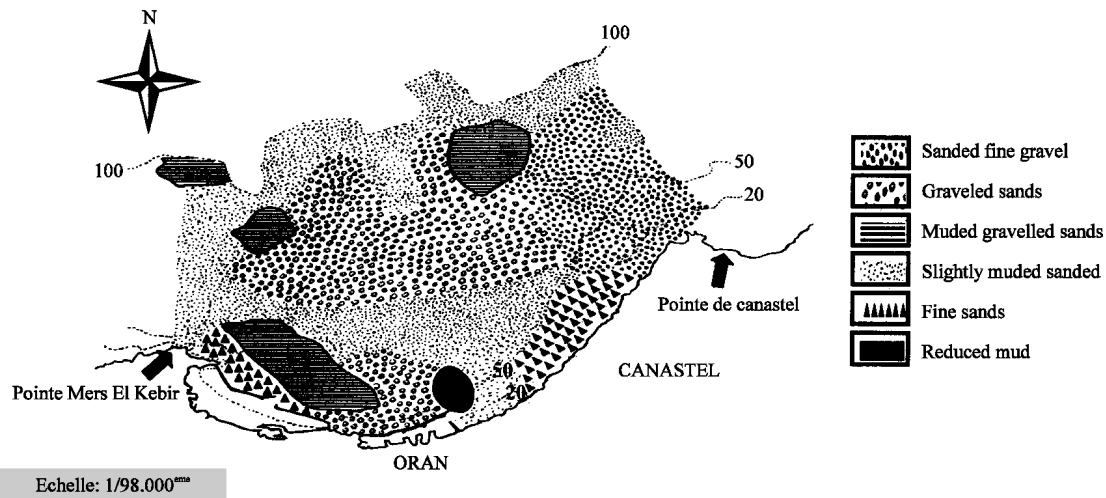 N
100
100
50
20
Pointe de canastel
CANASTEL
50
20
Pointe Mers El Kebir
ORAN
Echelle: 1/98.000eme
Sanded fine gravel
Graveled sands
Muded gravelled sands
Slightly muded sanded
Fine sands
Reduced mud